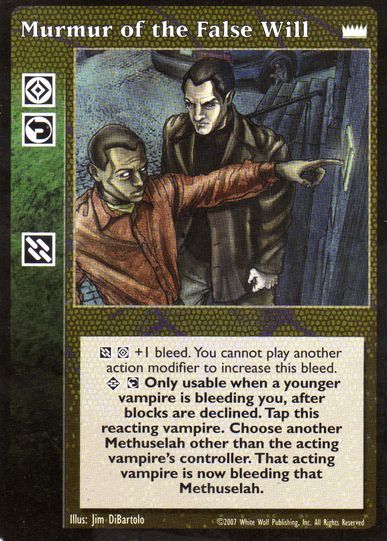 Murmur of the False Will
+1 bleed. You cannot play another
action modifier to increase this bleed.
Only usable when a younger
vampire is bleeding you, after
blocks are declined. Tap this
reacting vampire. Choose another
Methuselah other than the acting
vampire's controller. That acting
vampire is now bleeding that
Methuselah.
Illus: Jim DiBartolo
©2007 White Wolf Publishing, Inc. All Rights Reserved.